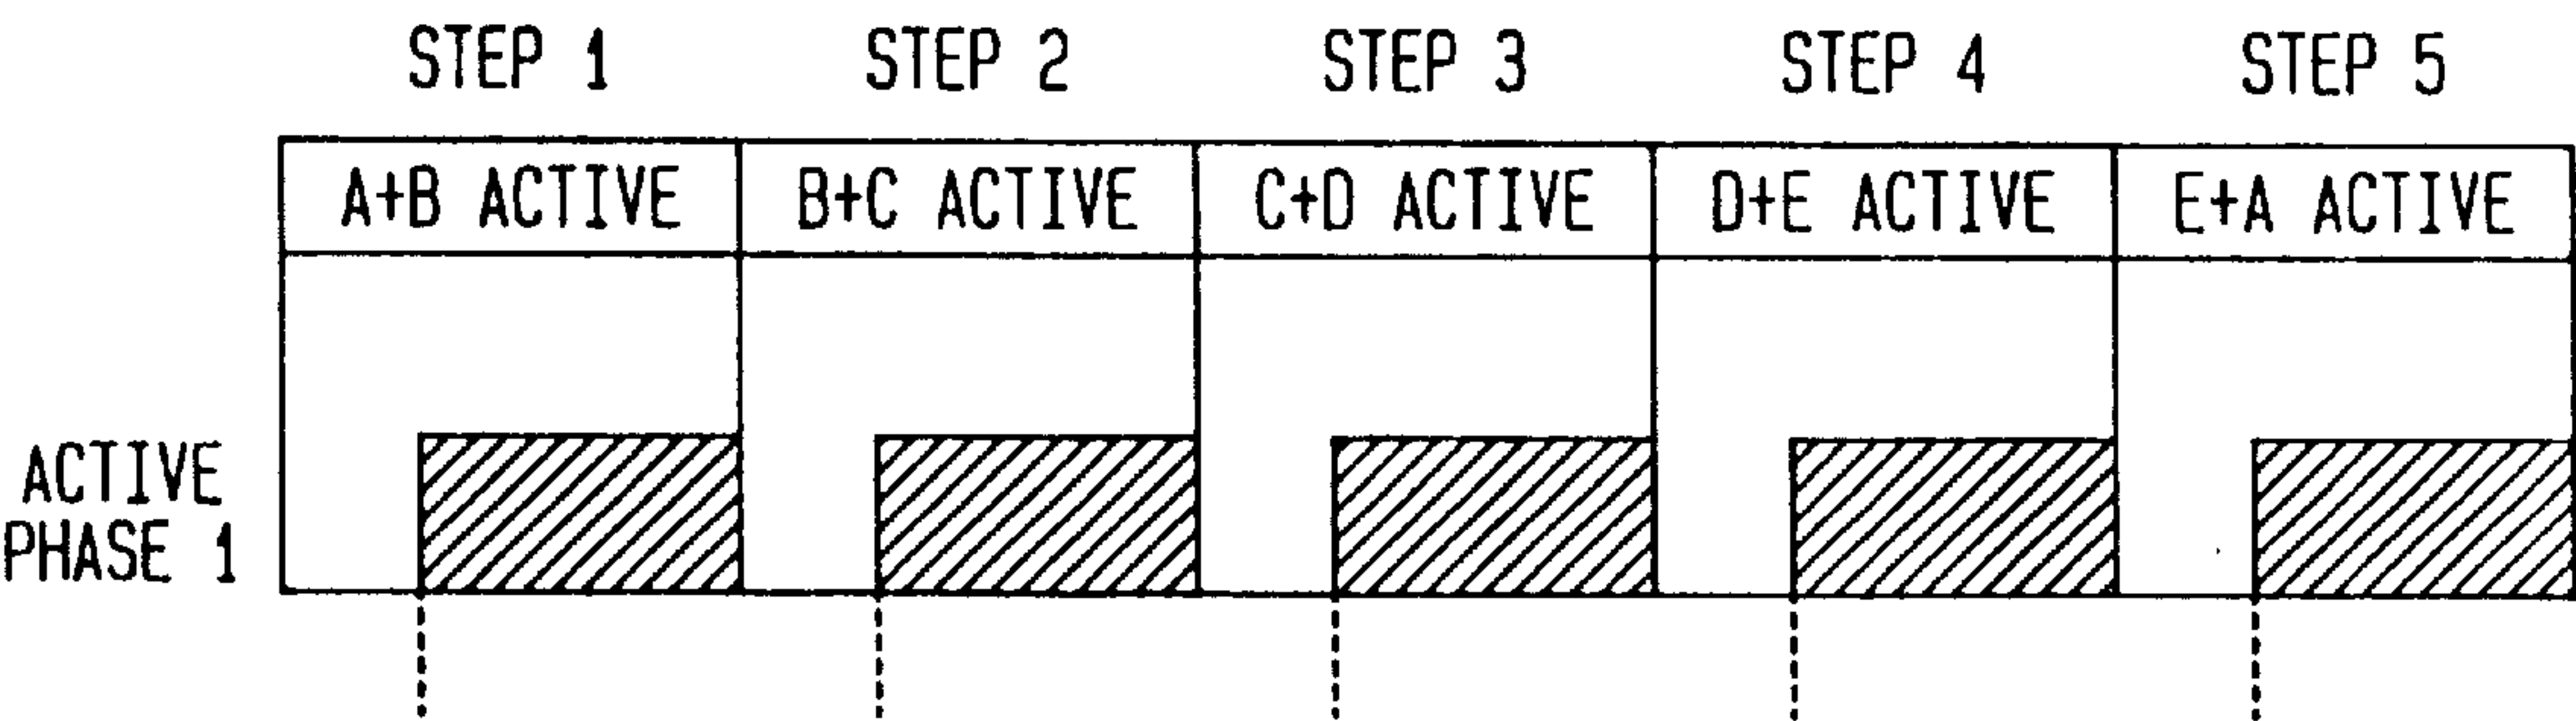 STEP 1 STEP 2 STEP 3 STEP 4 STEP 5
A+B ACTIVE B+C ACTIVE C+D ACTIVE D+E ACTIVE E+A ACTIVE
ACTIVE
PHASE 1